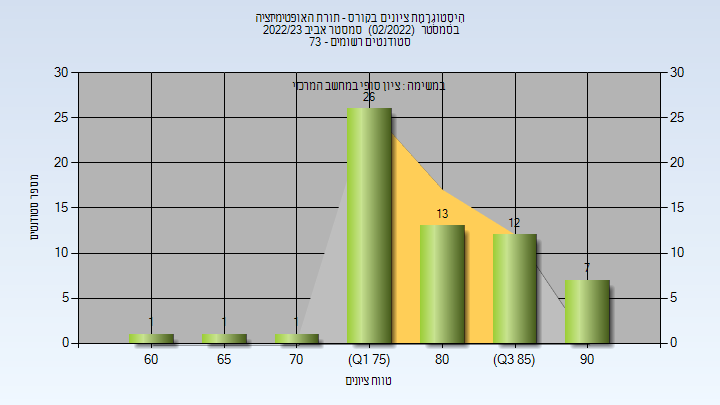 היסטוגרמת ציונים בקורס - תורת האופטימיזציה
בסמסטר (02/2022) סמסטר אביב 2022/23
סטודנטים רשומים - 73
במשימה : ציון סופי במחשב המרכזי
30 30
25 25
20 20
15 15
10 10
5 5
0 0
26
13
12
7
1 1 1
60 65 70 (Q1 75) 80 (Q3 85) 90
מספר סטודנטים
טווח ציונים